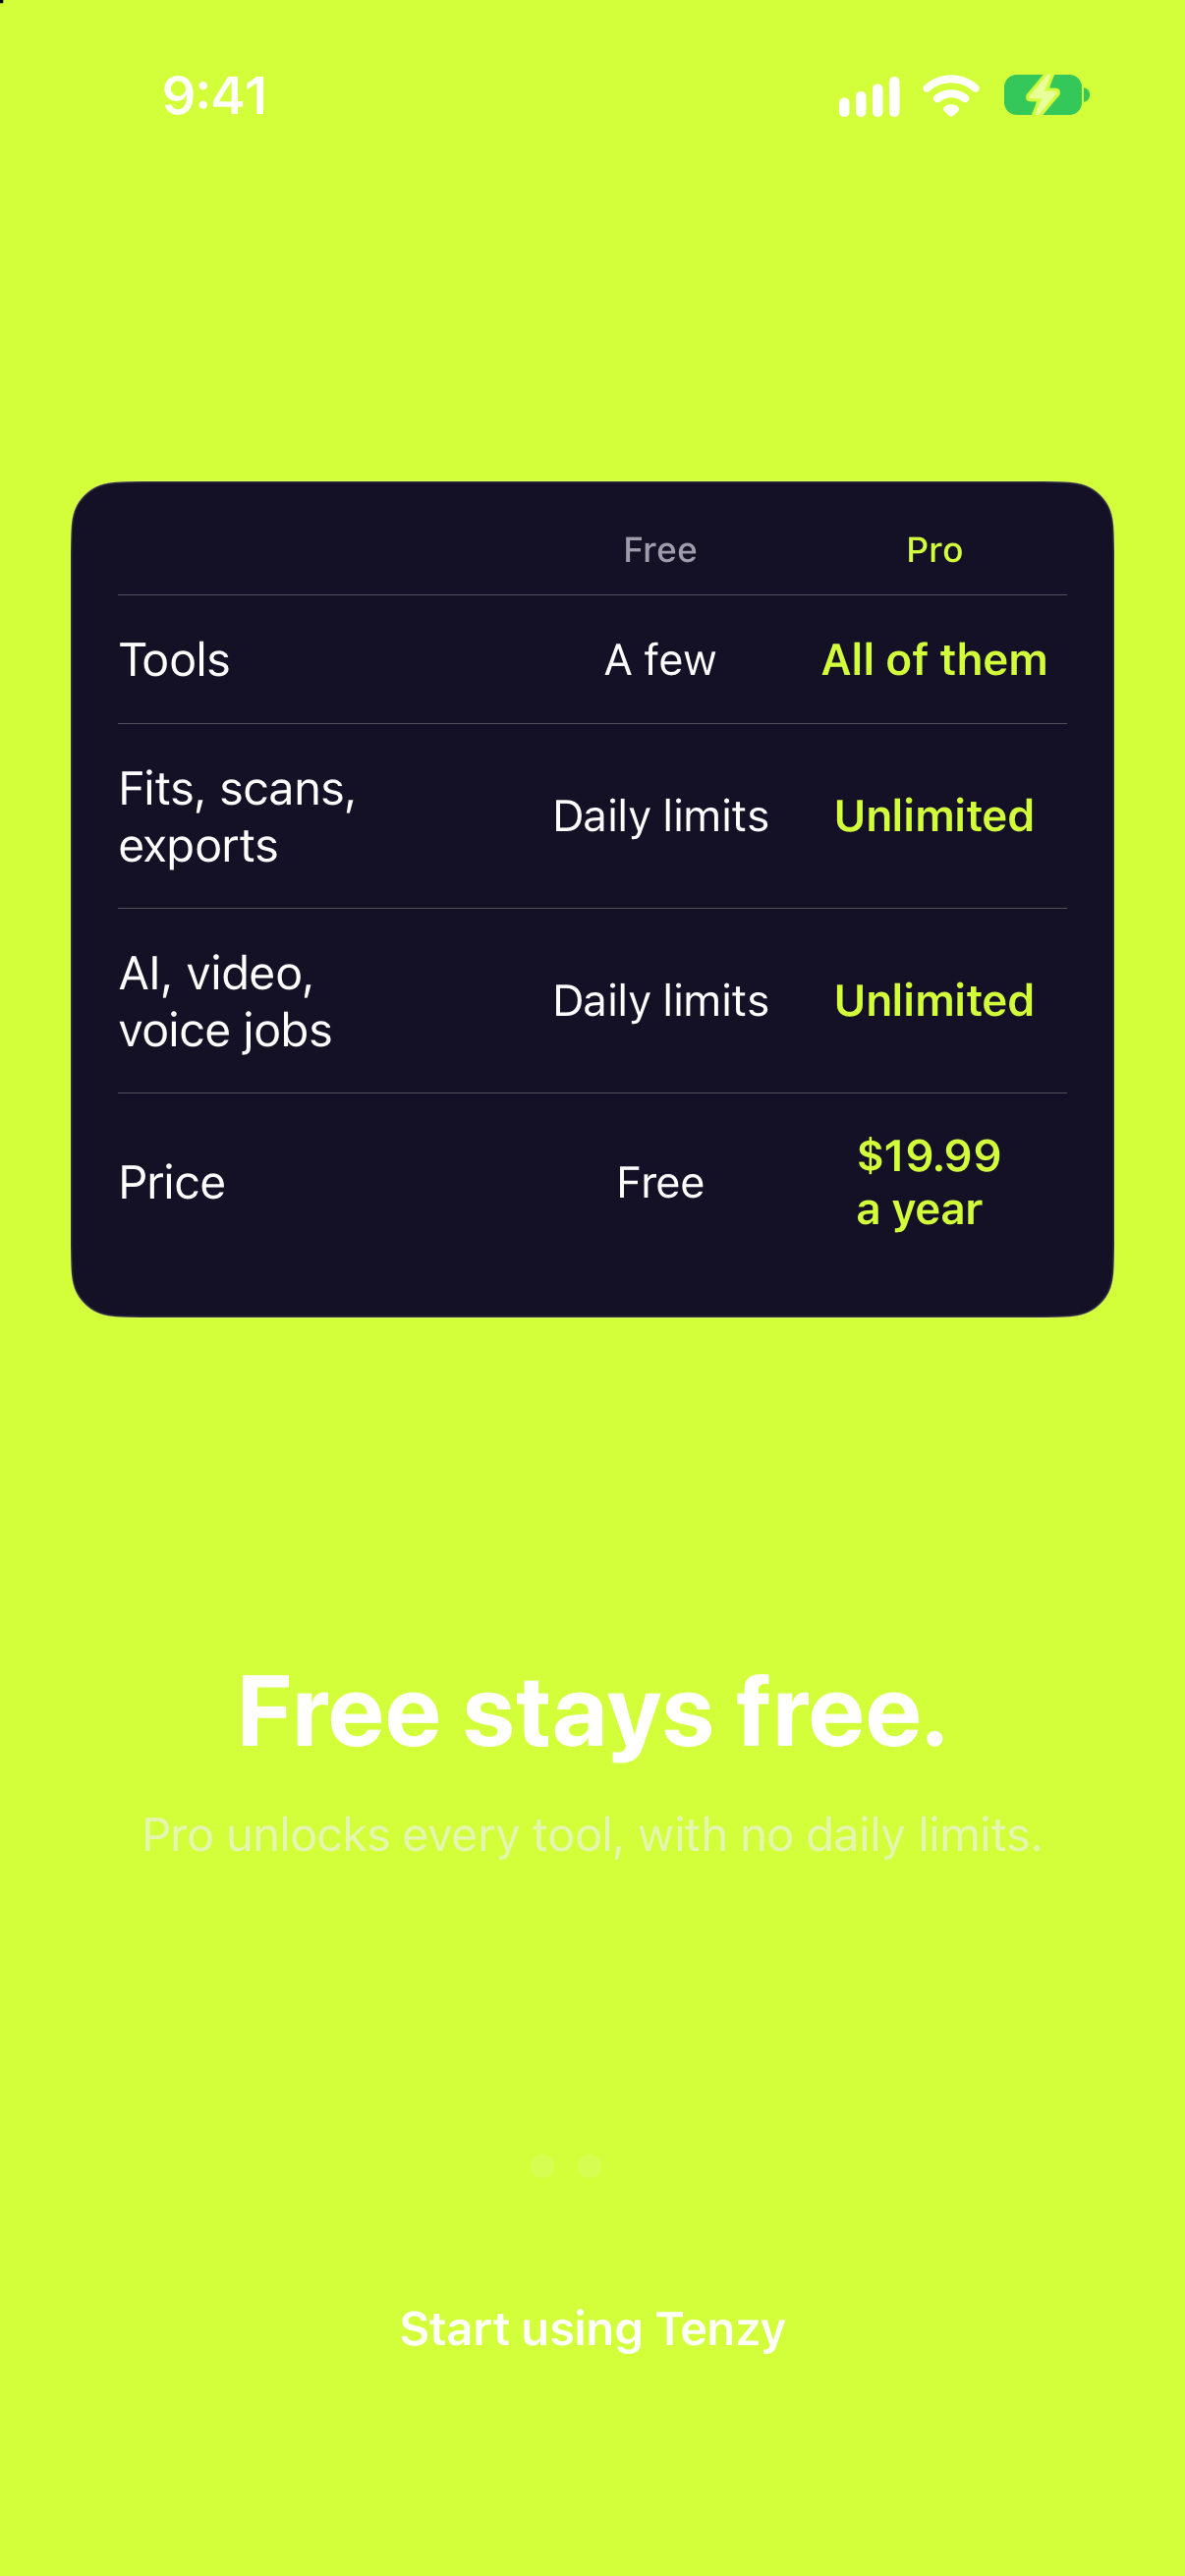 9:41
Free Pro
Tools A few All of them
Fits, scans,
exports Daily limits Unlimited
AI, video,
voice jobs Daily limits Unlimited
Price Free $19.99
a year
Free stays free.
Pro unlocks every tool, with no daily limits.
Start using Tenzy